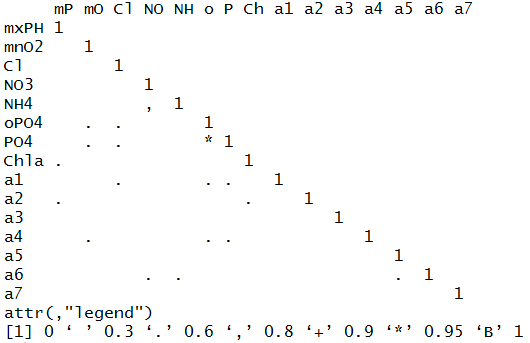 mP mO Cl NO NH o P Ch a1 a2 a3 a4 a5 a6 a7
mxPH 1
mnO2    1
Cl         1
NO3           1
NH4           ,  1
oPO4    .  .        1
PO4     .  .        * 1
Chla .                  1
a1         .        . .    1
a2   .                  .     1
a3                               1
a4      .           . .             1
a5                                     1
a6            .  .                     .  1
a7                                           1
attr(,"legend")
[1] 0 ‘ ’ 0.3 ‘.’ 0.6 ‘,’ 0.8 ‘+’ 0.9 ‘*’ 0.95 ‘B’ 1